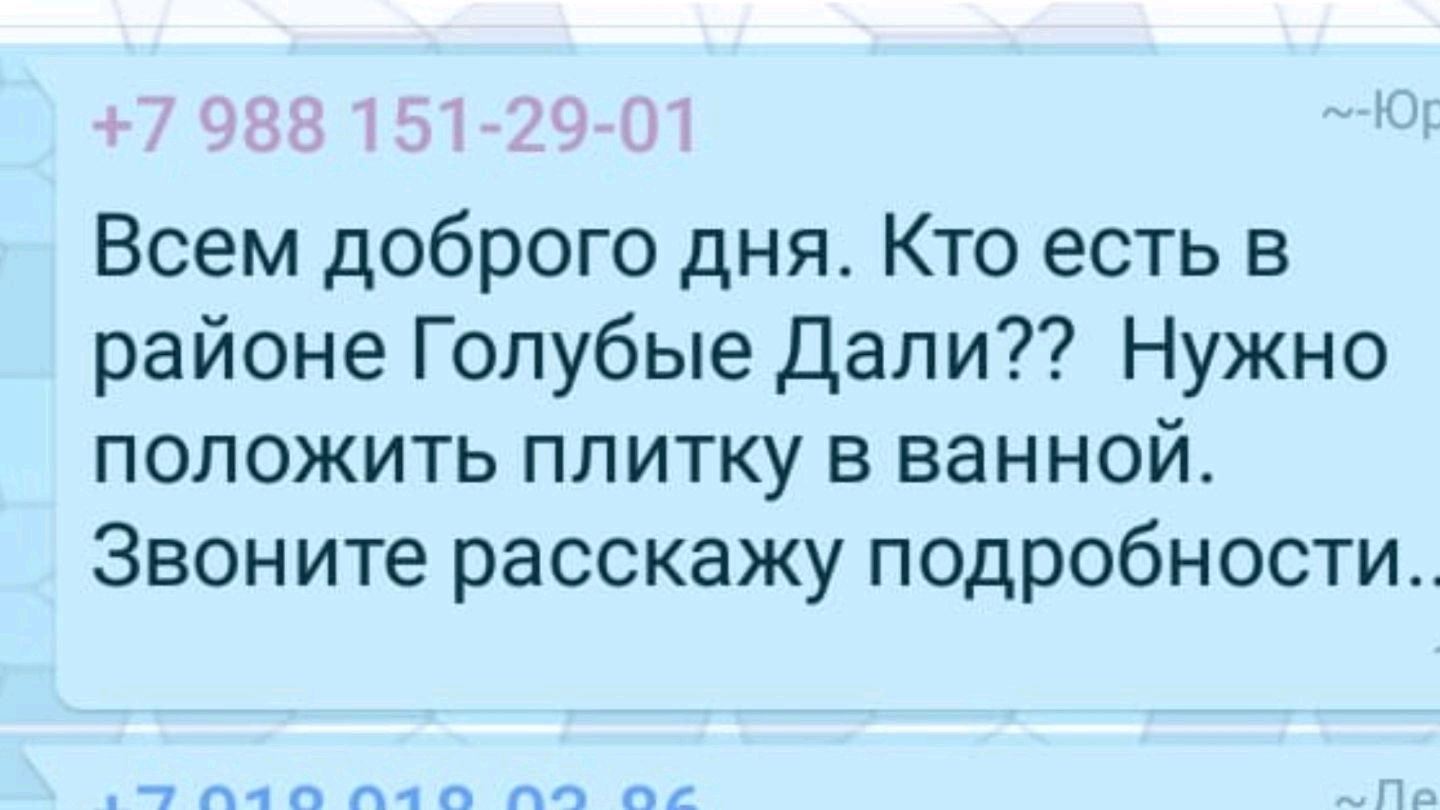 +7 988 151-29-01
~-Юр
Всем доброго дня. Кто есть в
районе Голубые Дали?? Нужно
положить плитку в ванной.
Звоните расскажу подробности..
+7 918 918-03-86
~Ле